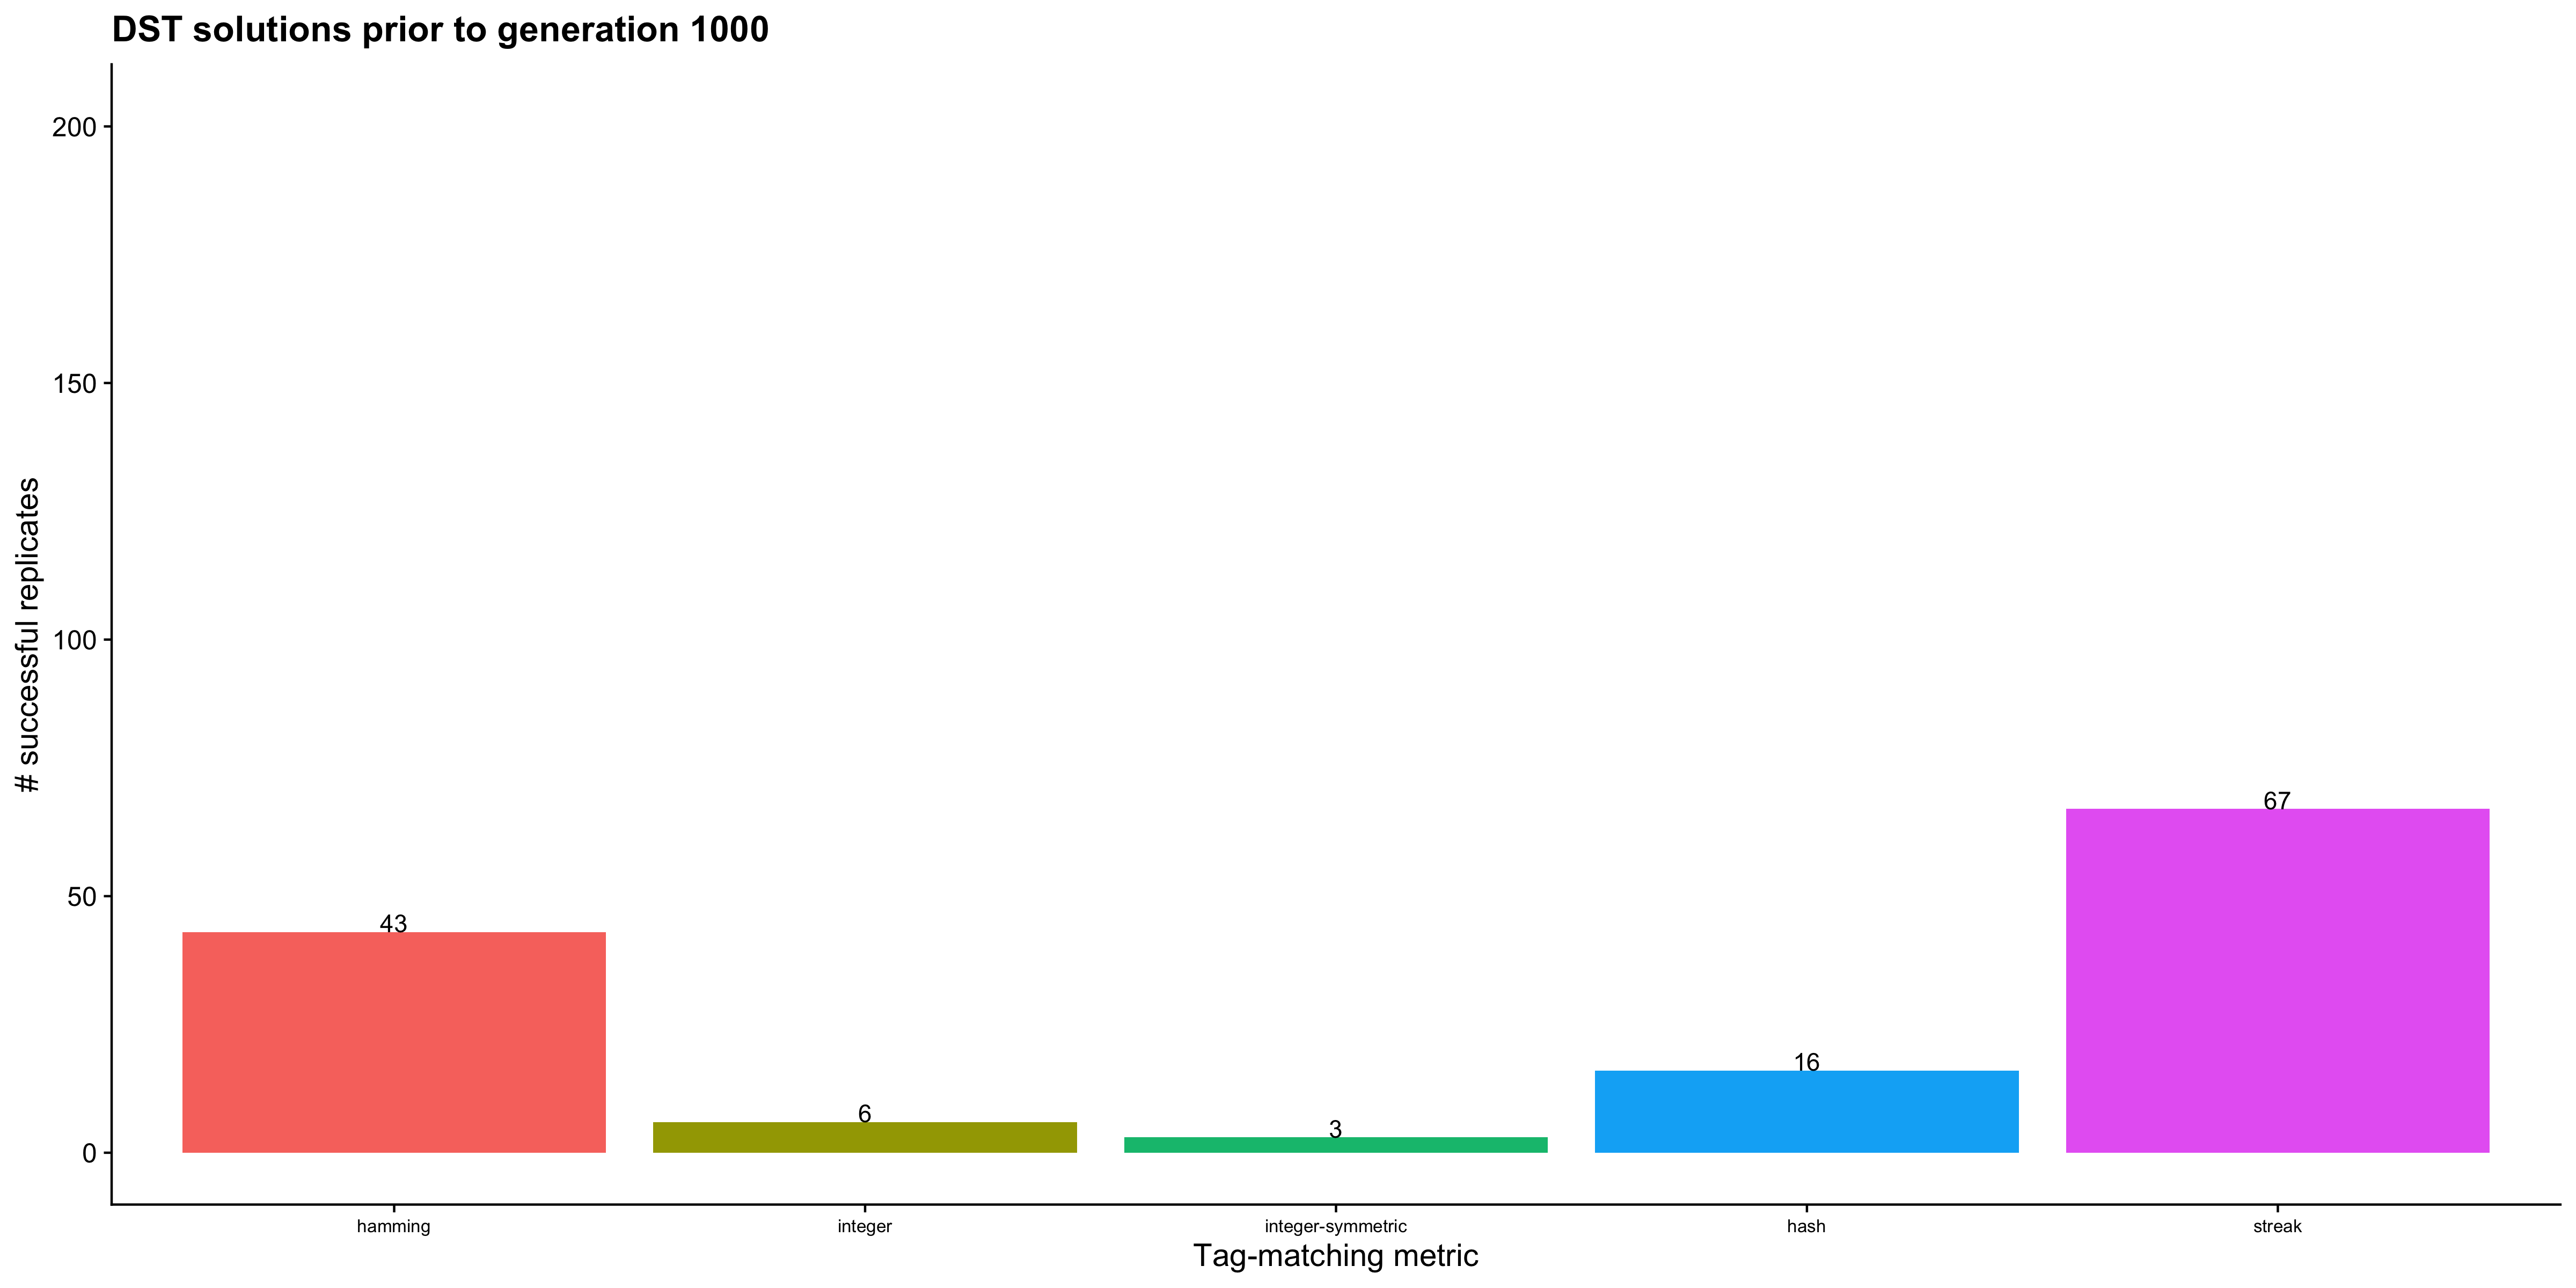 DST solutions prior to generation 1000
# successful replicates
200
150
100
50
0
43
6
3
16
67
hamming
integer
integer-symmetric
hash
streak
Tag-matching metric